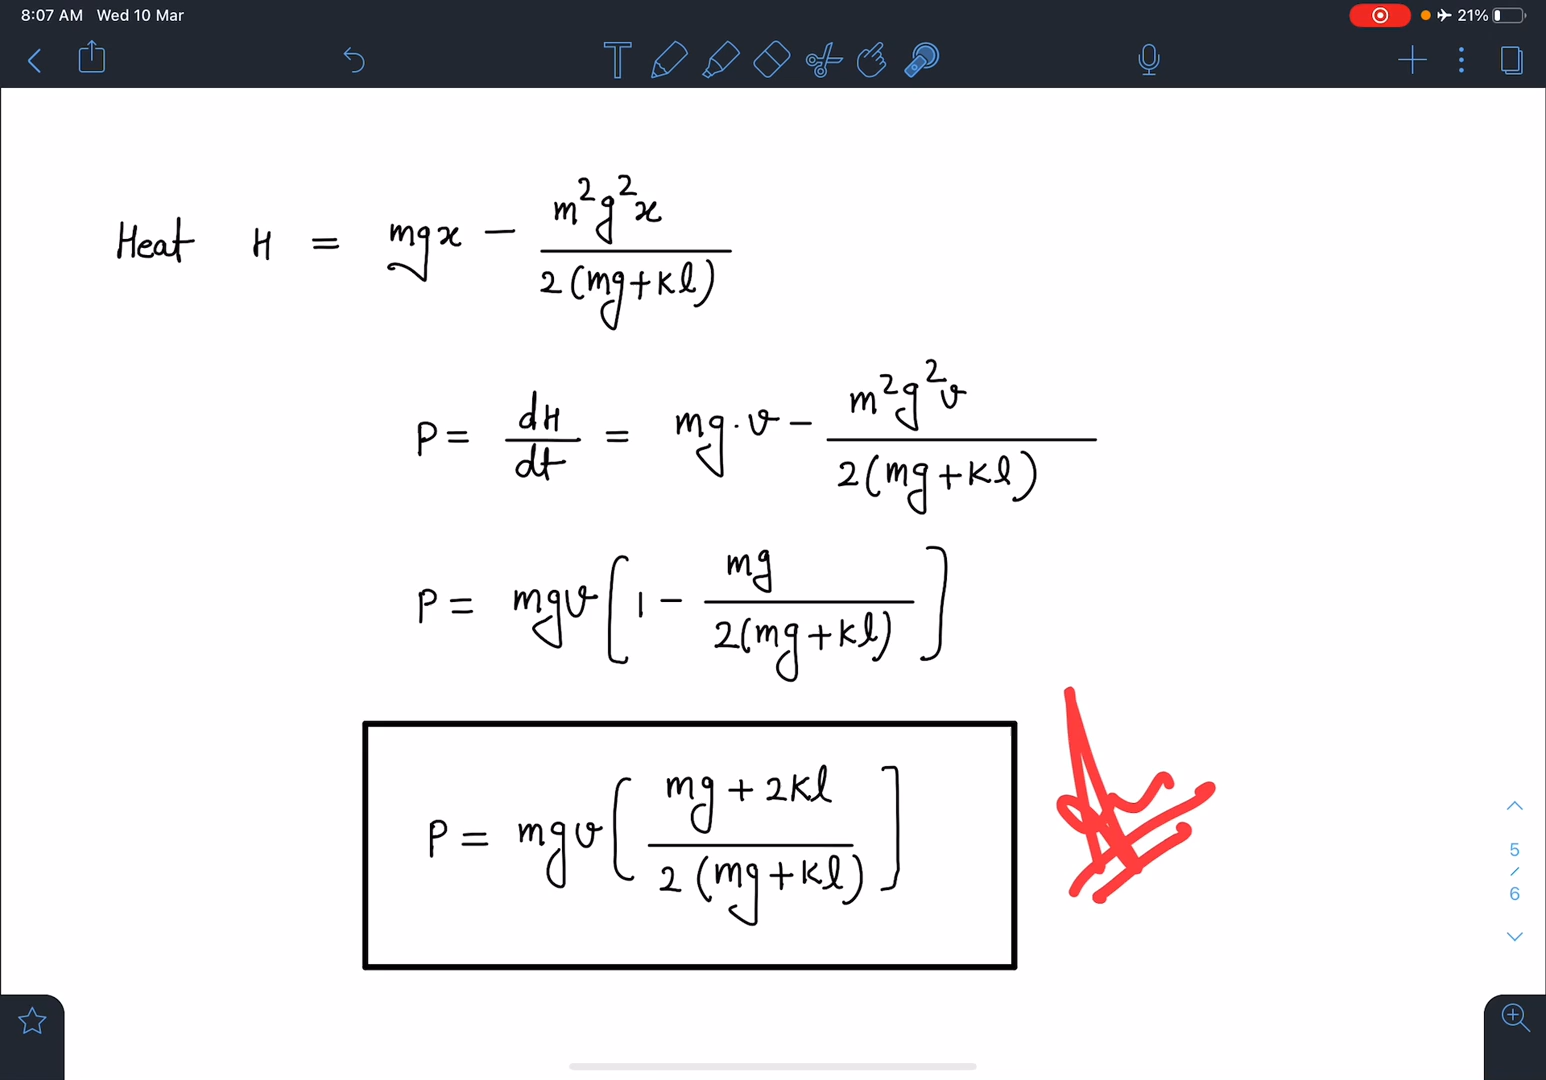 8:07 AM Wed 10 Mar 21%
Heat H = mgx - m²g²x / 2(mg+kl)
P = dH/dt = mg·v - m²g²v / 2(mg+kl)
P = mgv[1 - mg / 2(mg+kl)]
P = mgv[mg+2kl / 2(mg+kl)]
5
/
6